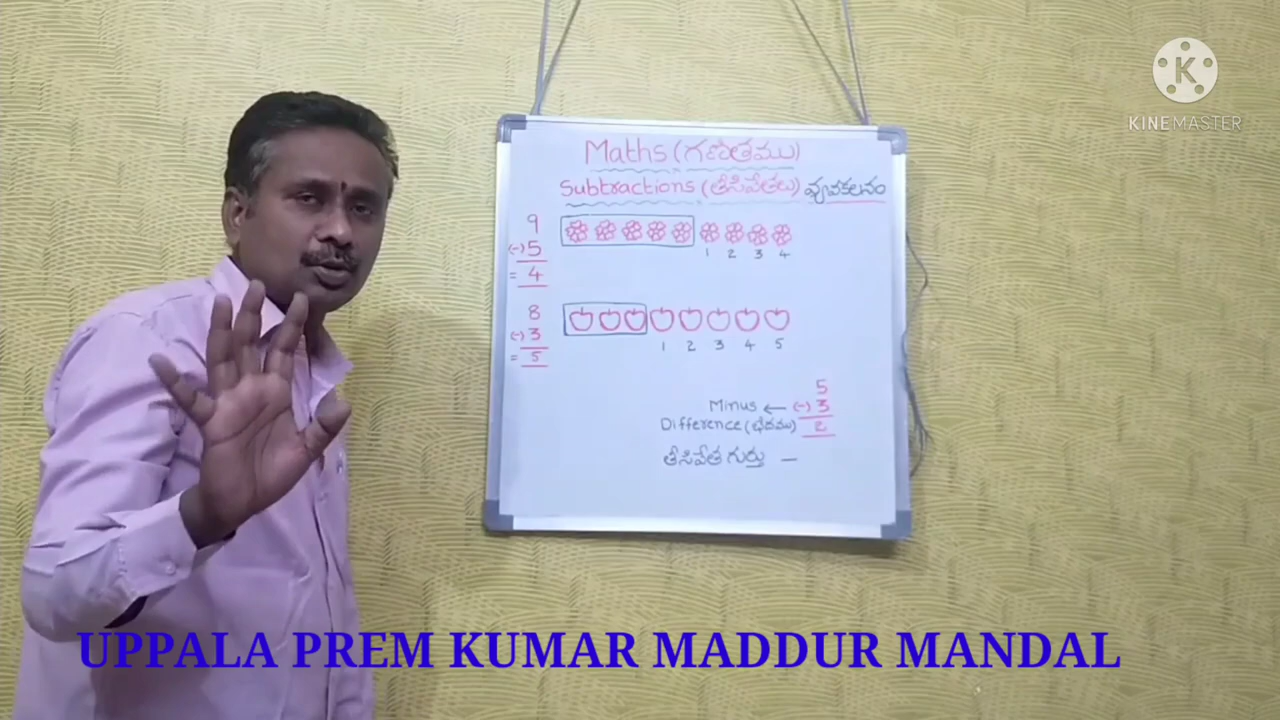 KINEMASTER
Maths (గణితము)
Subtractions (తీసివేతలు) వ్యవకలనం
9
(-) 5
= 4
1 2 3 4
8
(-) 3
= 5
1 2 3 4 5
5
Minus ← (-) 3
Difference (భేదము) 2
తీసివేత గుర్తు —
UPPALA PREM KUMAR MADDUR MANDAL